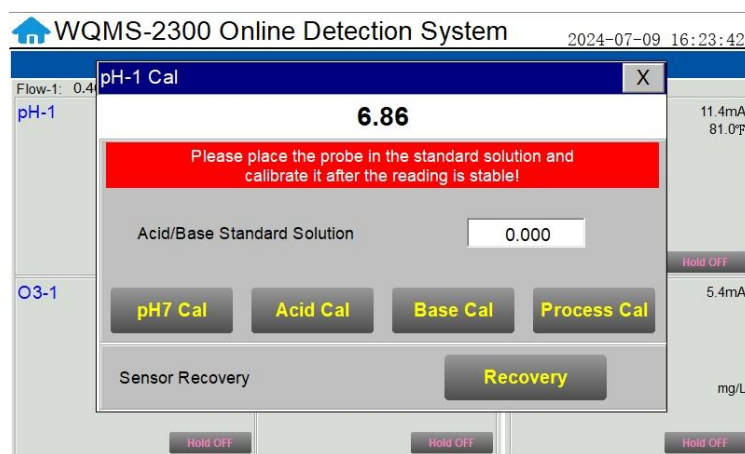 WQMS-2300 Online Detection System
2024-07-09 16:23:42
pH-1 Cal
X
Flow-1: 0.4
pH-1
6.86
11.4mA
81.0℉
Please place the probe in the standard solution and
calibrate it after the reading is stable!
Acid/Base Standard Solution
0.000
Hold OFF
O3-1
5.4mA
pH7 Cal
Acid Cal
Base Cal
Process Cal
Sensor Recovery
Recovery
mg/L
Hold OFF
Hold OFF
Hold OFF